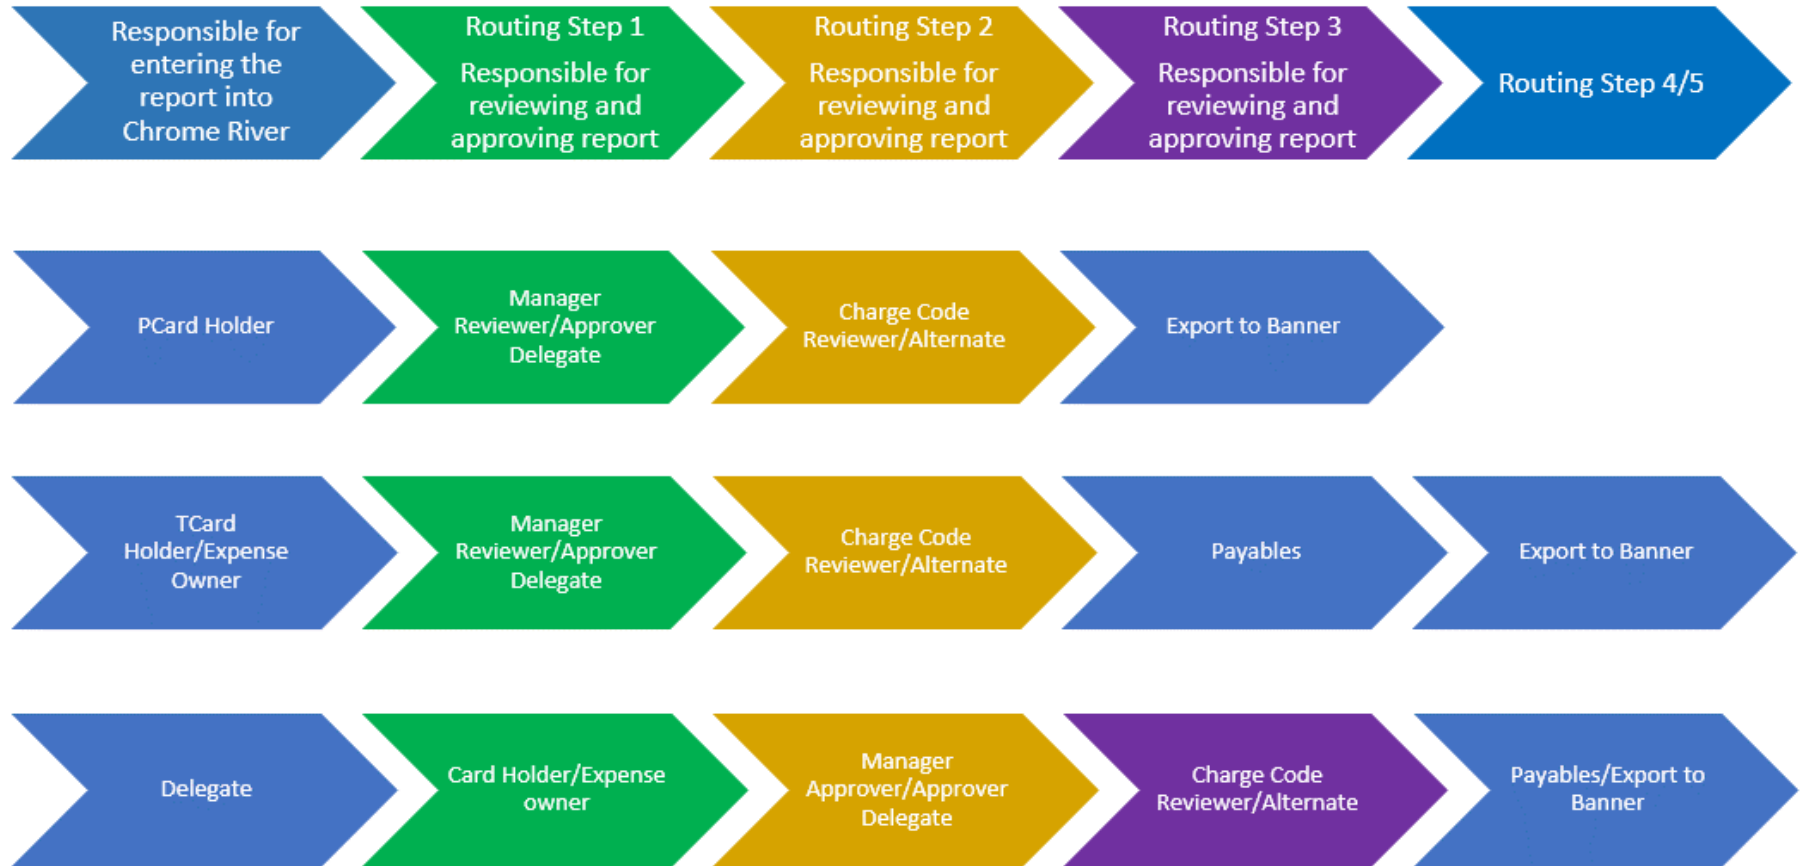 Responsible for
entering the
report into
Chrome River
Routing Step 1
Responsible for
reviewing and
approving report
Routing Step 2
Responsible for
reviewing and
approving report
Routing Step 3
Responsible for
reviewing and
approving report
Routing Step 4/5
PCard Holder
Manager
Reviewer/Approver
Delegate
Charge Code
Reviewer/Alternate
Export to Banner
TCard
Holder/Expense
Owner
Manager
Reviewer/Approver
Delegate
Charge Code
Reviewer/Alternate
Payables
Export to Banner
Delegate
Card Holder/Expense
owner
Manager
Approver/Approver
Delegate
Charge Code
Reviewer/Alternate
Payables/Export to
Banner